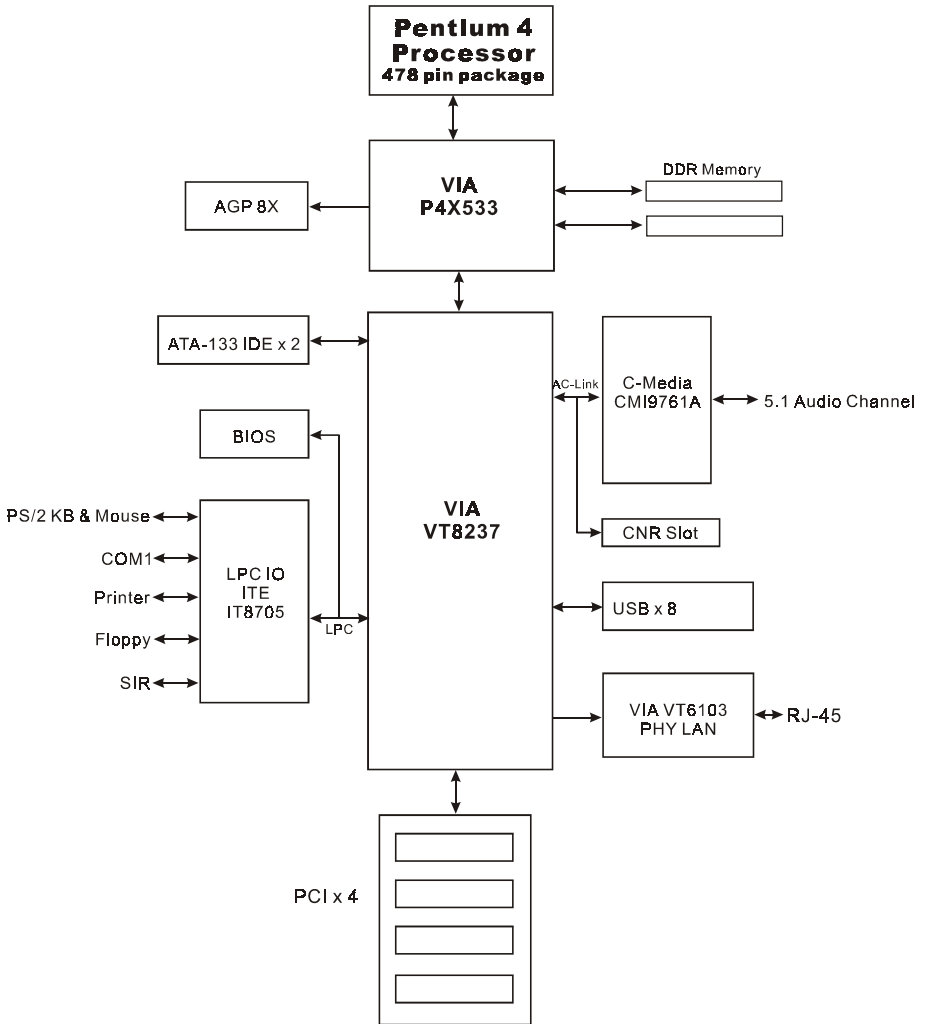 Pentium 4
Processor
478 pin package
VIA
P4X533
DDR Memory
AGP 8X
ATA-133 IDE x 2
AC-Link
C-Media
CMI9761A
5.1 Audio Channel
BIOS
VIA
VT8237
PS/2 KB & Mouse
COM1
Printer
Floppy
SIR
LPC IO
ITE
IT8705
LPC
CNR Slot
USB x 8
VIA VT6103
PHY LAN
RJ-45
PCI x 4